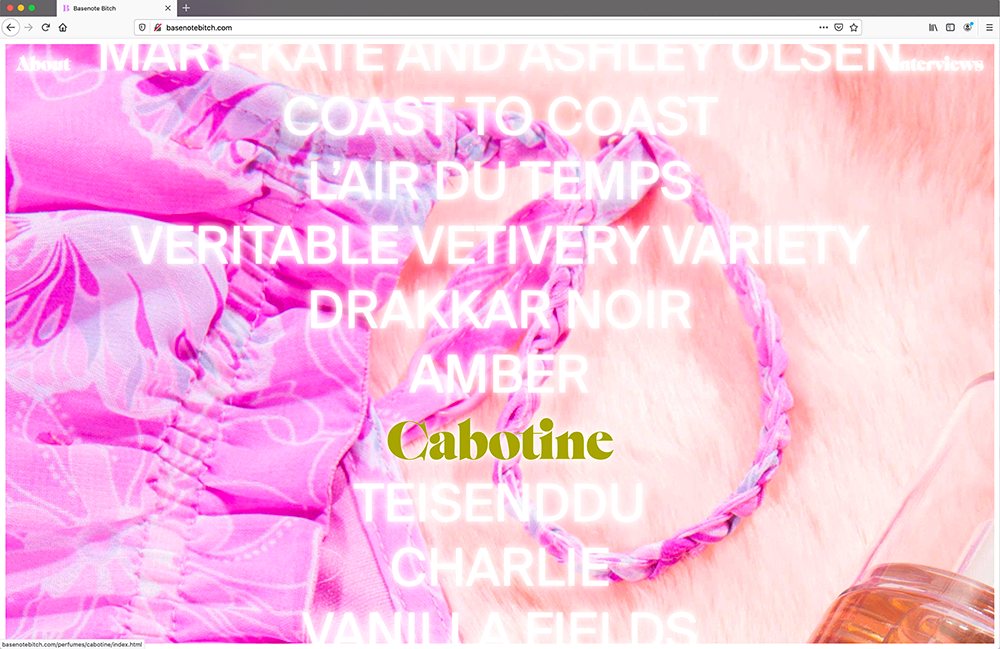 Basenote Bitch
basenotebitch.com
About
Interviews
MARY-KATE AND ASHLEY OLSEN
COAST TO COAST
L'AIR DU TEMPS
VERITABLE VETIVERY VARIETY
DRAKKAR NOIR
AMBER
Cabotine
TEISENDDU
CHARLIE
VANILLA FIELDS
basenotebitch.com/perfumes/cabotine/index.html